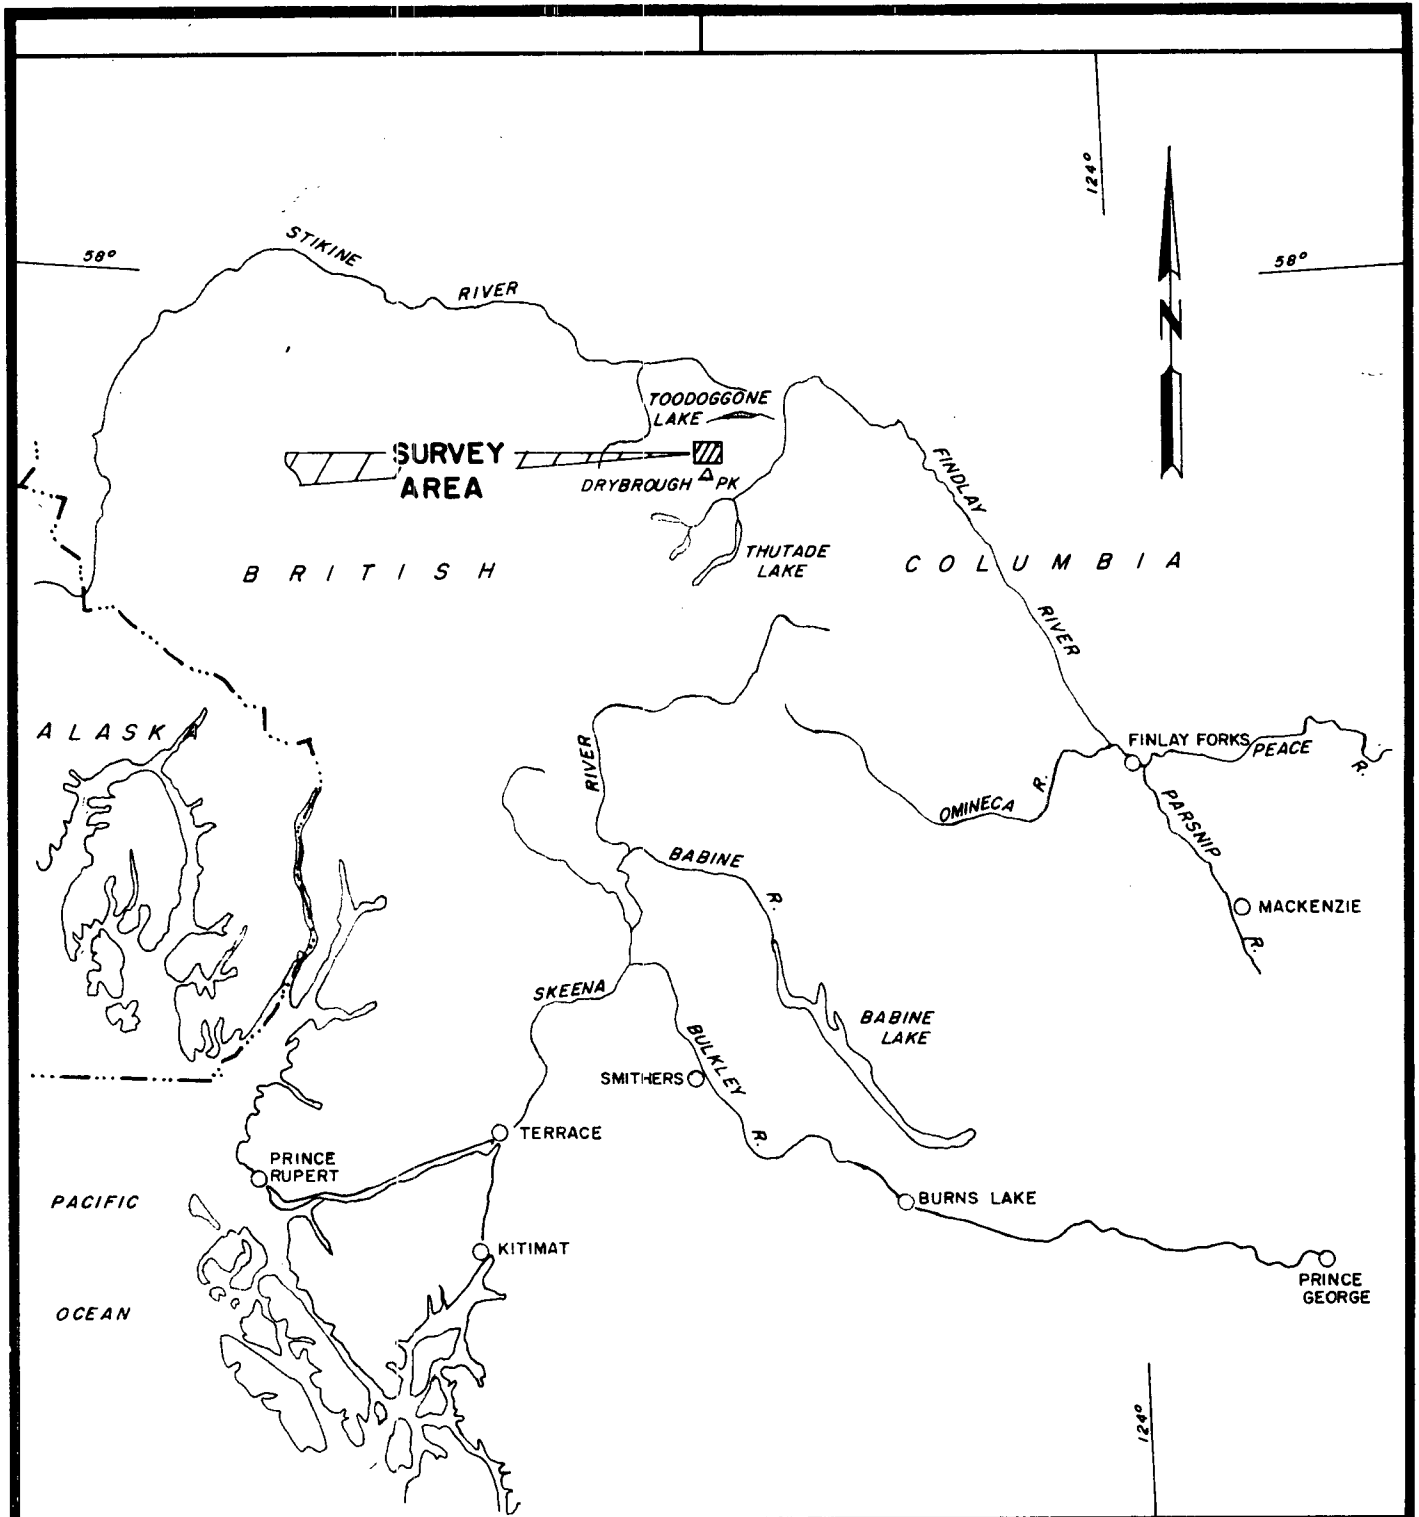 124°
58°
58°
STIKINE
RIVER
TOODOGGONE
LAKE
SURVEY
AREA
DRYBROUGH PK
FINDLAY
RIVER
THUTADE
LAKE
BRITISH
COLUMBIA
N
ALASKA
RIVER
FINLAY FORKS
PEACE
R.
OMINECA
R.
PARSNIP
R.
MACKENZIE
BABINE
R.
SKEENA
BABINE
LAKE
BULKLEY
R.
SMITHERS
TERRACE
PRINCE
RUPERT
PACIFIC
OCEAN
KITIMAT
BURNS LAKE
PRINCE
GEORGE
124°